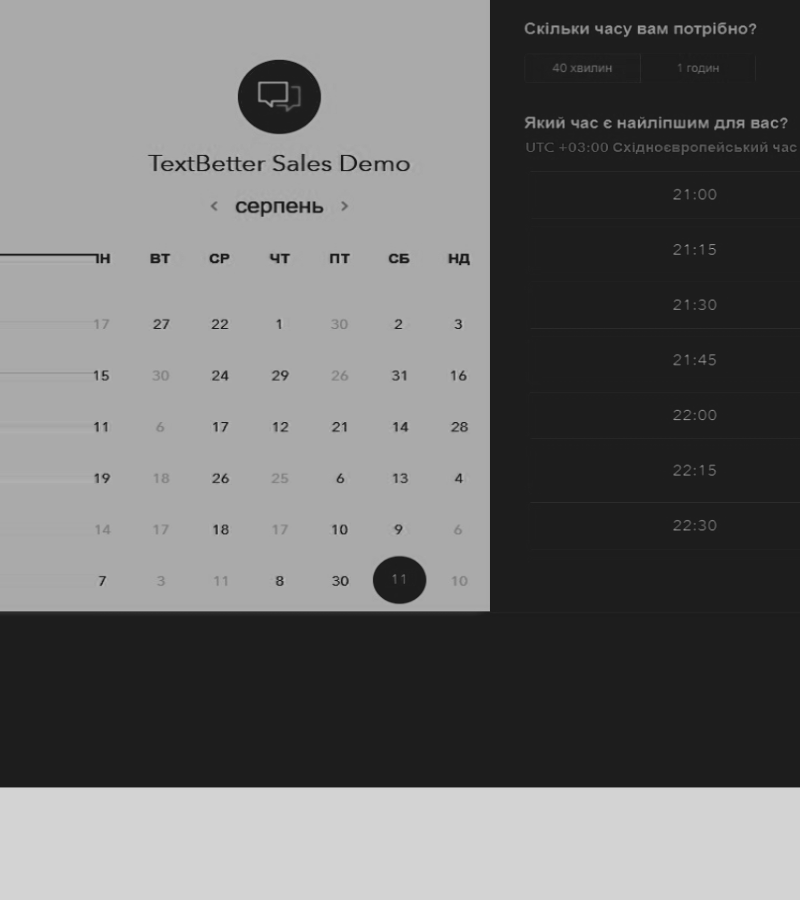 TextBetter Sales Demo
< серпень >
ІН ВТ СР ЧТ ПТ СБ НД
17 27 22 1 30 2 3
15 30 24 29 26 31 16
11 6 17 12 21 14 28
19 18 26 25 6 13 4
14 17 18 17 10 9 6
7 3 11 8 30 11 10
Скільки часу вам потрібно?
40 хвилин 1 годин
Який час є найліпшим для вас?
UTC +03:00 Східноєвропейський час
21:00
21:15
21:30
21:45
22:00
22:15
22:30